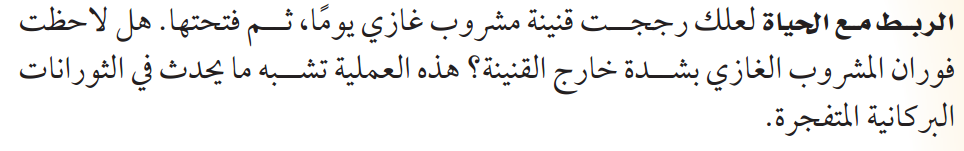 الربط مع الحياة لعلك رججت قنينة مشروب غازي يومًا، ثم فتحتها. هل لاحظت
فوران المشروب الغازي بشدة خارج القنينة؟ هذه العملية تشبه ما يحدث في الثورانات
البركانية المتفجرة.